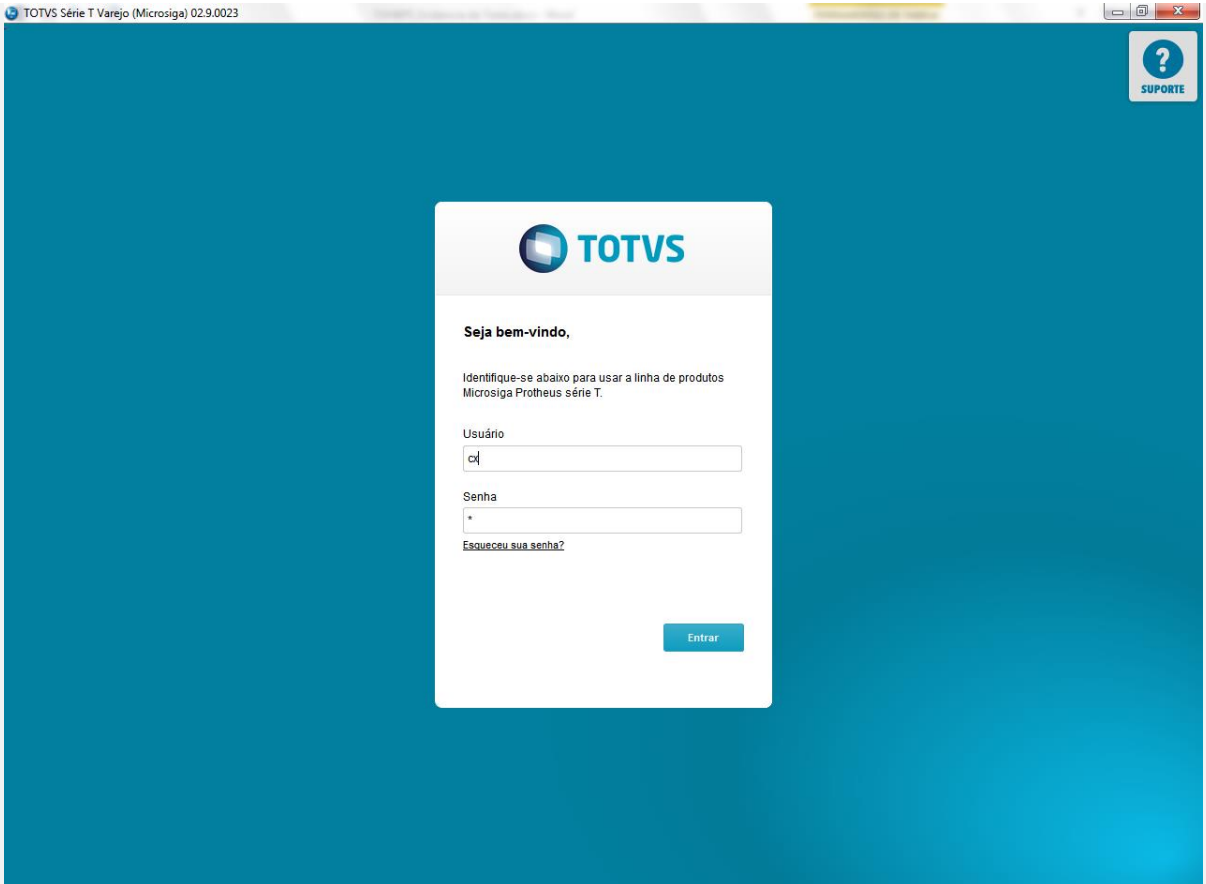 TOTVS Série T Varejo (Microsiga) 02.9.0023
?
SUPORTE
TOTVS
Seja bem-vindo,
Identifique-se abaixo para usar a linha de produtos
Microsiga Protheus série T.
Usuário
cx
Senha
*
Esqueceu sua senha?
Entrar